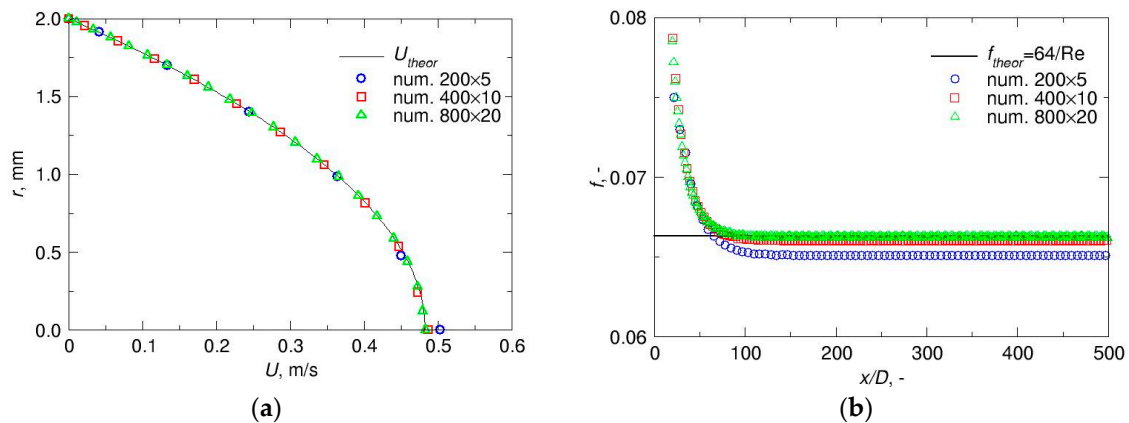 2.0
1.5
1.0
0.5
0.0
r, mm
0
0.1
0.2
0.3
0.4
0.5
0.6
U, m/s
U_theor
num. 200×5
num. 400×10
num. 800×20
(a)
0.08
0.07
0.06
f, -
0
100
200
300
400
500
x/D, -
f_theor=64/Re
num. 200×5
num. 400×10
num. 800×20
(b)